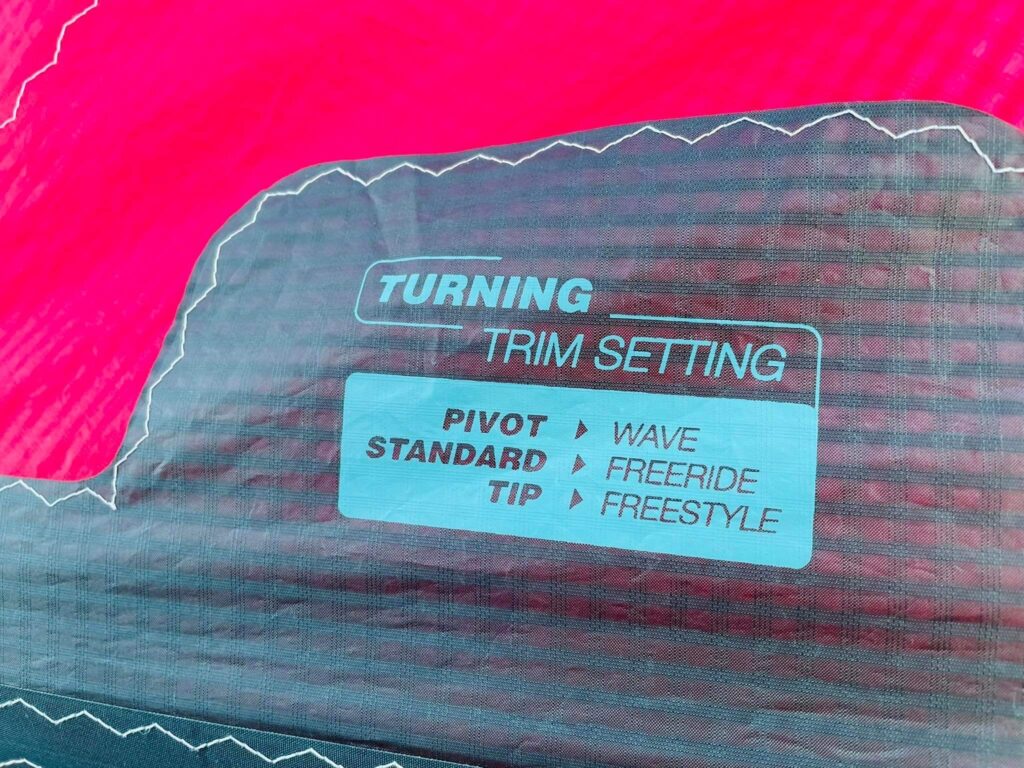 TURNING
TRIM SETTING
PIVOT ▶ WAVE
STANDARD ▶ FREERIDE
TIP ▶ FREESTYLE